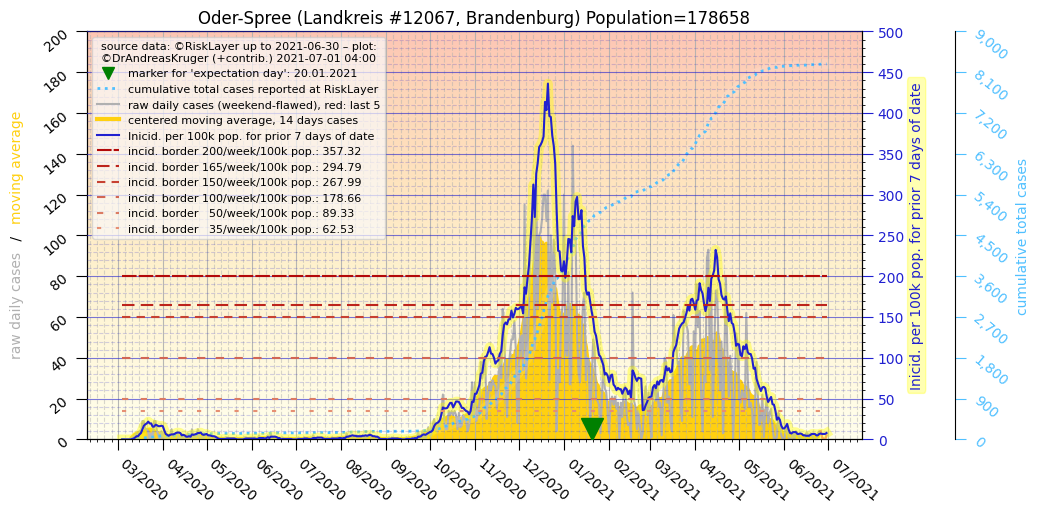 Oder-Spree (Landkreis #12067, Brandenburg) Population=178658
source data: ©RiskLayer up to 2021-06-30 – plot:
©DrAndreasKruger (+contrib.) 2021-07-01 04:00
marker for 'expectation day': 20.01.2021
cumulative total cases reported at RiskLayer
raw daily cases (weekend-flawed), red: last 5
centered moving average, 14 days cases
Inicid. per 100k pop. for prior 7 days of date
incid. border 200/week/100k pop.: 357.32
incid. border 165/week/100k pop.: 294.79
incid. border 150/week/100k pop.: 267.99
incid. border 100/week/100k pop.: 178.66
incid. border 50/week/100k pop.: 89.33
incid. border 35/week/100k pop.: 62.53
raw daily cases / moving average
200
180
160
140
120
100
80
60
40
20
0
03/2020
04/2020
05/2020
06/2020
07/2020
08/2020
09/2020
10/2020
11/2020
12/2020
01/2021
02/2021
03/2021
04/2021
05/2021
06/2021
07/2021
500
450
400
350
300
250
200
150
100
50
0
Inicid. per 100k pop. for prior 7 days of date
9,000
8,100
7,200
6,300
5,400
4,500
3,600
2,700
1,800
900
0
cumulative total cases